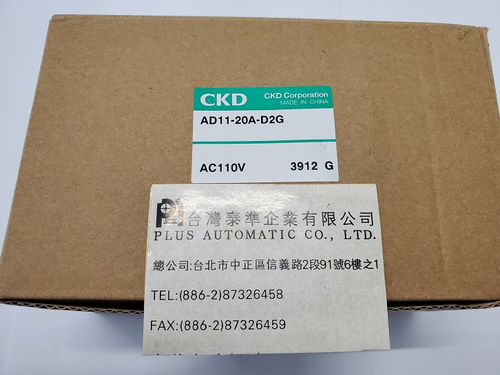 CKD CKD Corporation
MADE IN CHINA
AD11-20A-D2G
AC110V 3912 G
台灣泰準企業有限公司
PLUS AUTOMATIC CO., LTD.
總公司:台北市中正區信義路2段91號6樓之1
TEL:(886-2)87326458
FAX:(886-2)87326459